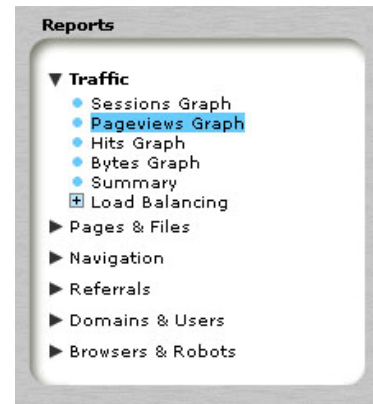 Reports
Traffic
Sessions Graph
Pageviews Graph
Hits Graph
Bytes Graph
Summary
Load Balancing
Pages & Files
Navigation
Referrals
Domains & Users
Browsers & Robots